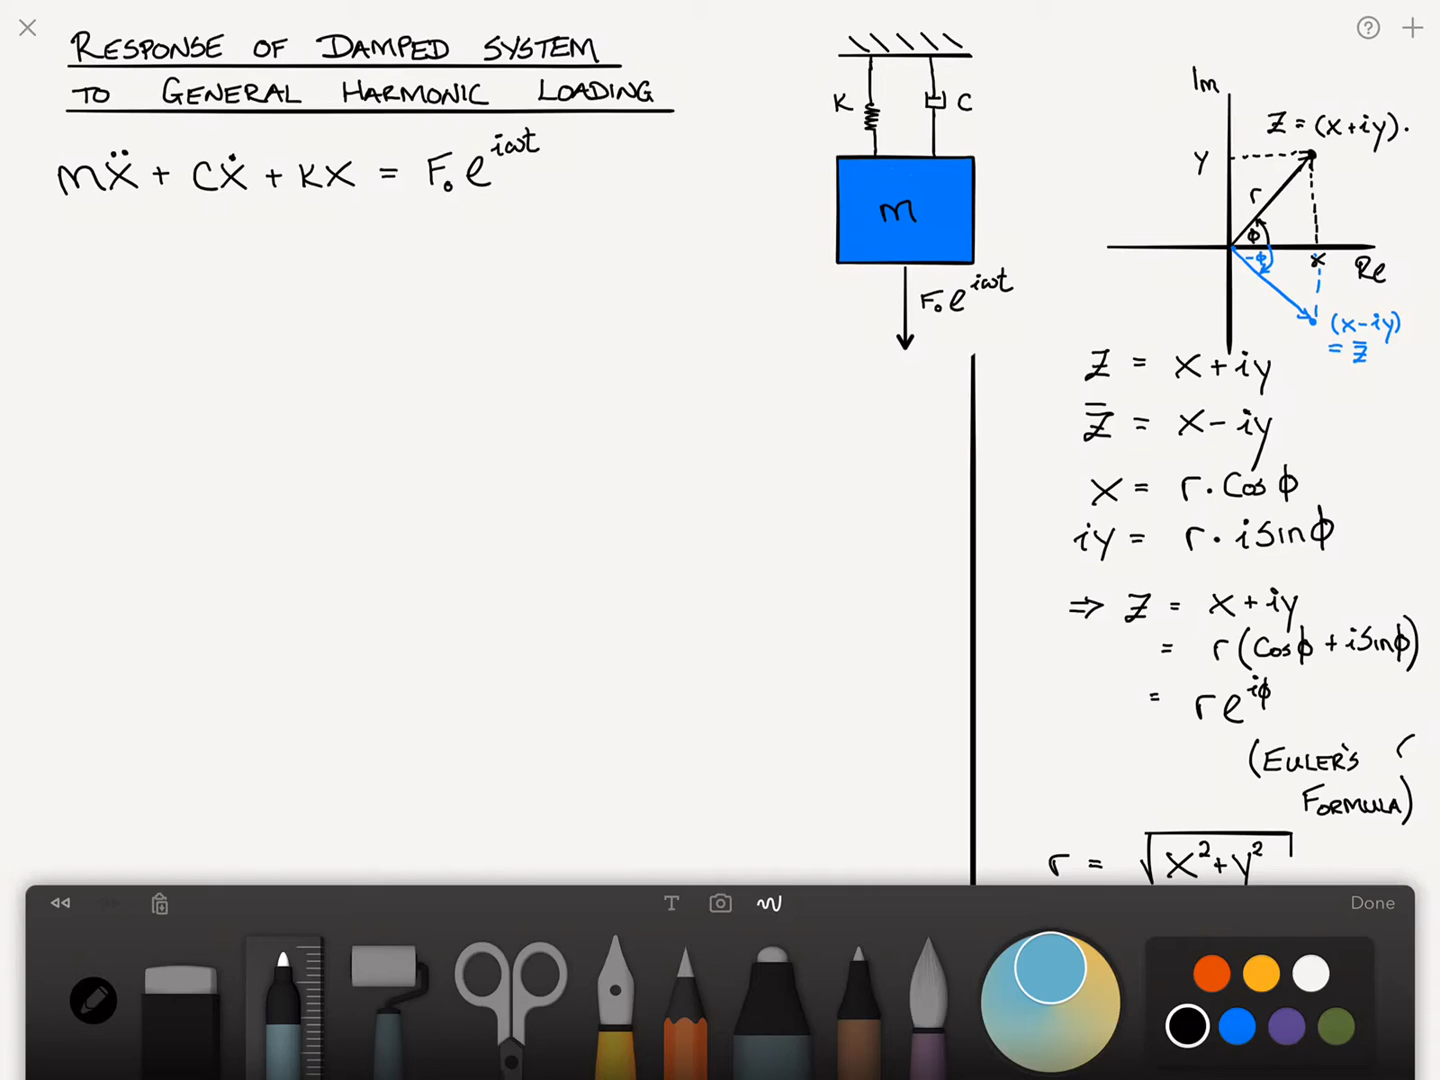 RESPONSE OF DAMPED SYSTEM
TO GENERAL HARMONIC LOADING
mẍ + cẋ + kx = F₀e^{iωt}
K
C
m
F₀e^{iωt}
Im
Z = (x+iy).
y
r
ϕ
-ϕ
x
Re
(x-iy)
= z̄
Z = x+iy
Z̄ = x-iy
x = r·Cosϕ
iy = r·iSinϕ
⇒ Z = x+iy
= r(Cosϕ+iSinϕ)
= re^{iϕ}
(EULER'S (
FORMULA)
r = √(x²+y²)
T
Done